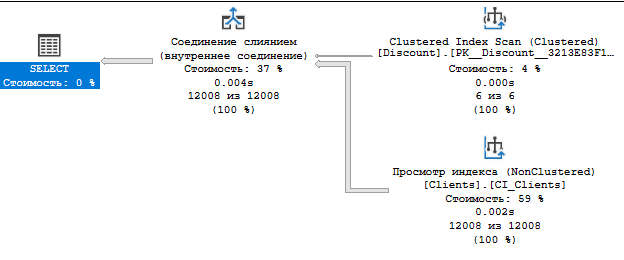 SELECT
Стоимость: 0 %
Соединение слиянием
(внутреннее соединение)
Стоимость: 37 %
0.004s
12008 из 12008
(100 %)
Clustered Index Scan (Clustered)
[Discount].[PK__Discount__3213E83F1…
Стоимость: 4 %
0.000s
6 из 6
(100 %)
Просмотр индекса (NonClustered)
[Clients].[CI_Clients]
Стоимость: 59 %
0.002s
12008 из 12008
(100 %)